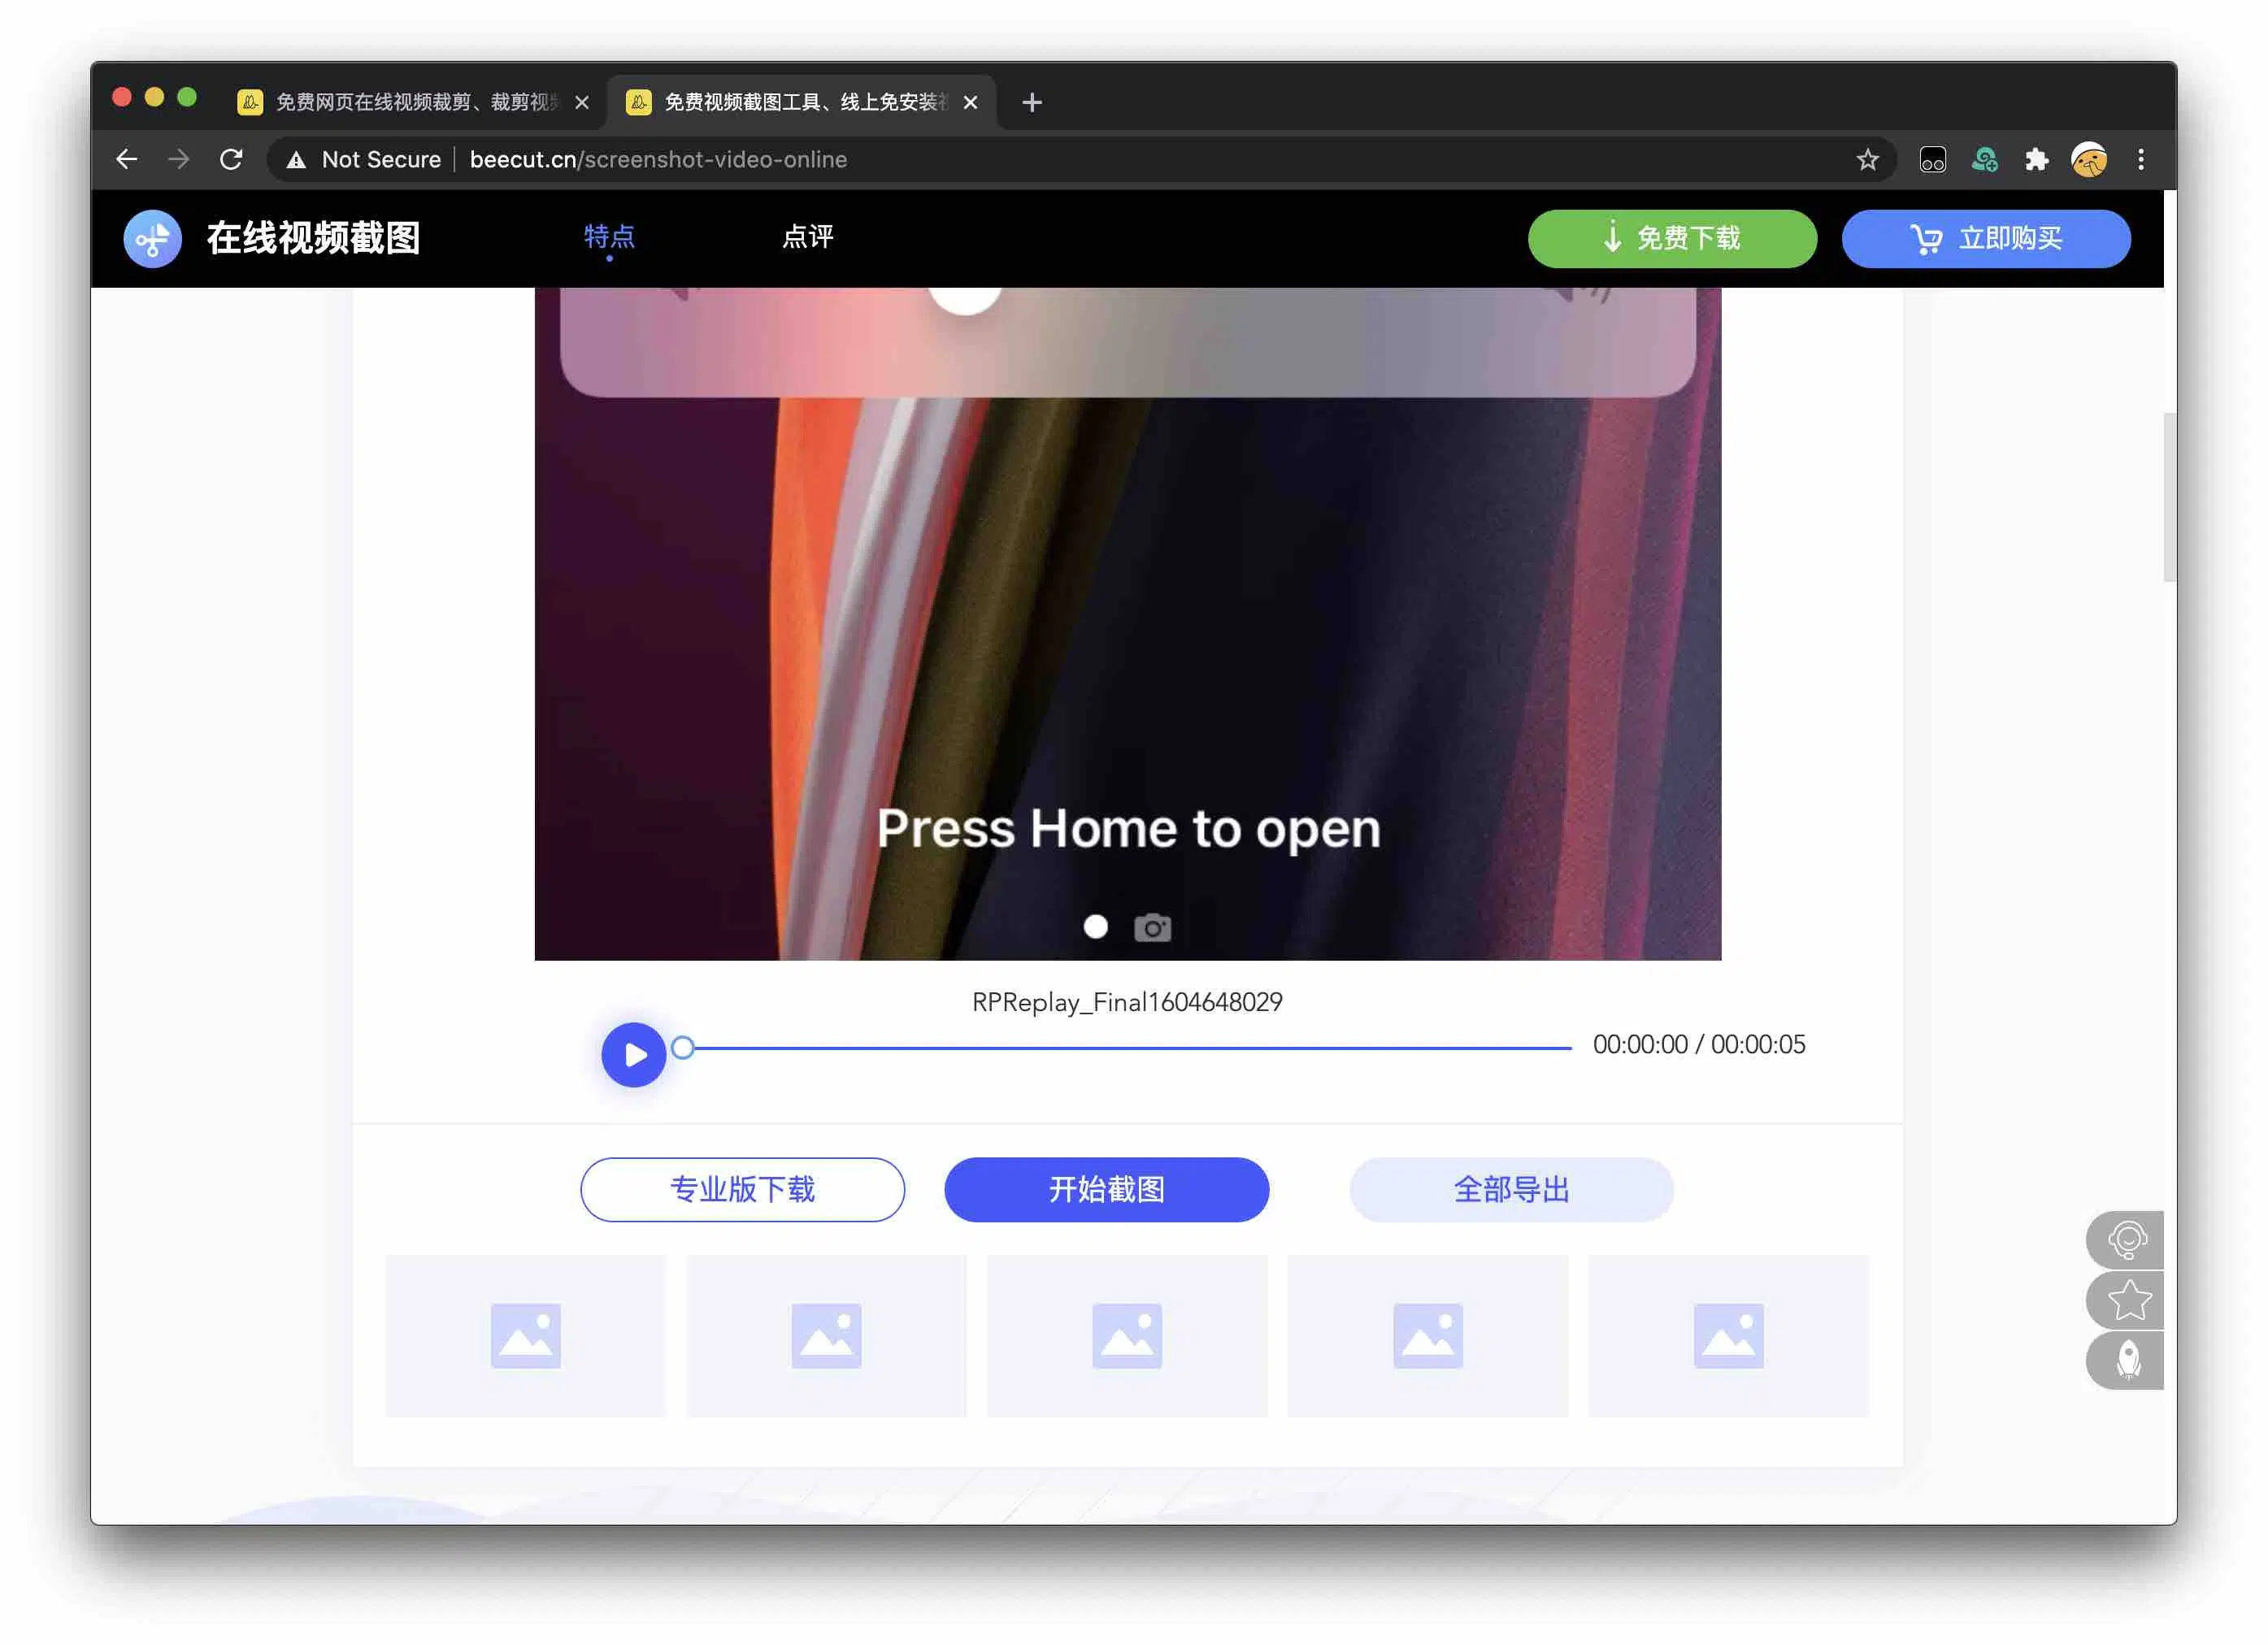 免费网页在线视频裁剪、裁剪视
免费视频截图工具、线上免安装
Not Secure
beecut.cn/screenshot-video-online
在线视频截图
特点
点评
免费下载
立即购买
Press Home to open
RPReplay_Final1604648029
00:00:00 / 00:00:05
专业版下载
开始截图
全部导出